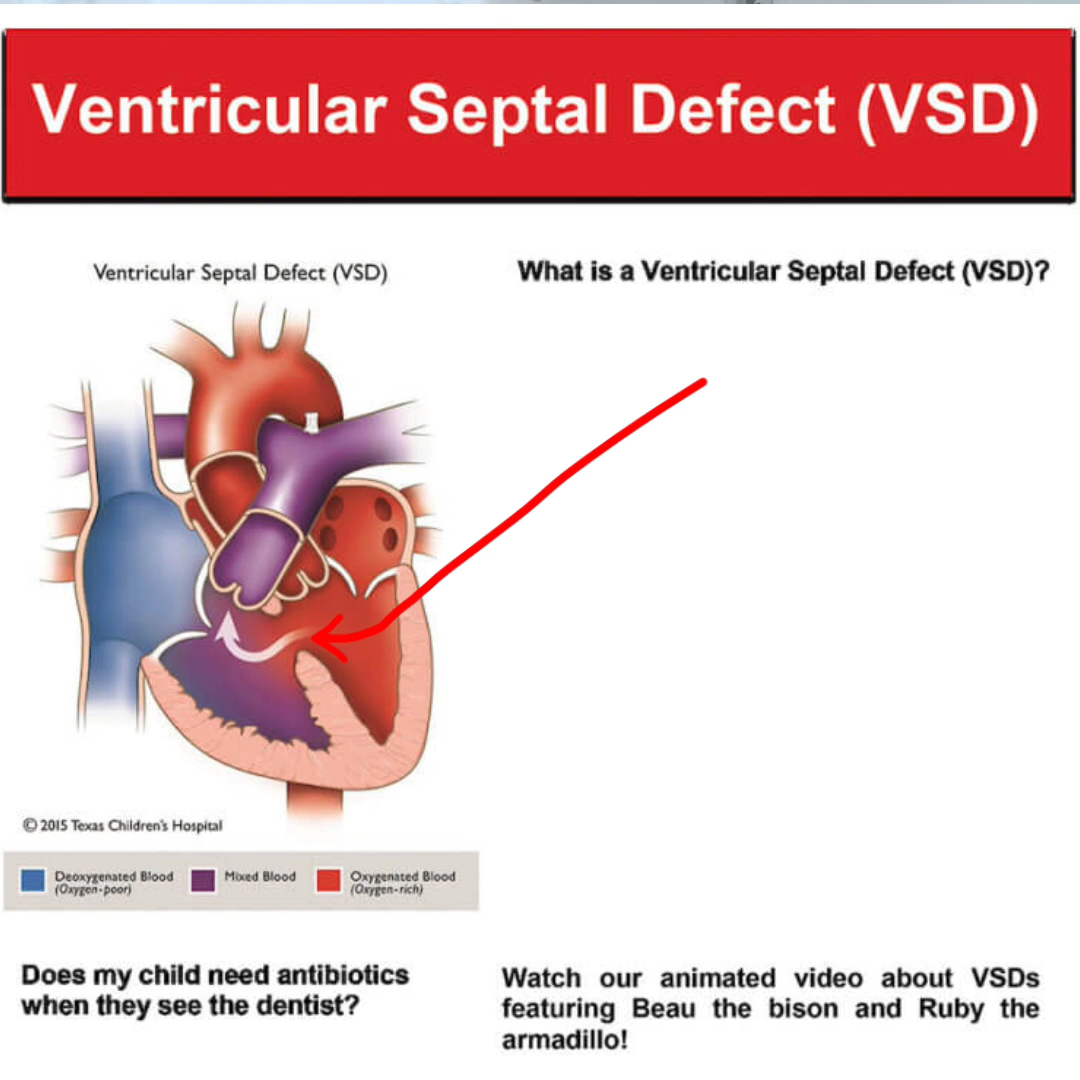 Ventricular Septal Defect (VSD)
Ventricular Septal Defect (VSD)
What is a Ventricular Septal Defect (VSD)?
© 2015 Texas Children's Hospital
Deoxygenated Blood
(Oxygen-poor)
Mixed Blood
Oxygenated Blood
(Oxygen-rich)
Does my child need antibiotics
when they see the dentist?
Watch our animated video about VSDs
featuring Beau the bison and Ruby the
armadillo!